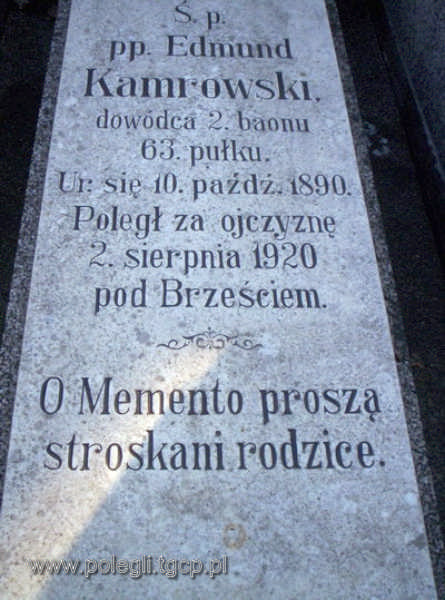 Ś. p.
pp. Edmund
Kamrowski,
dowódca 2. baonu
63. pułku.
Ur: się 10. paźdź. 1890.
Poległ za ojczyznę
2. sierpnia 1920
pod Brześciem.
O Memento proszą
stroskani rodzice.
www.polegli.tgcp.pl